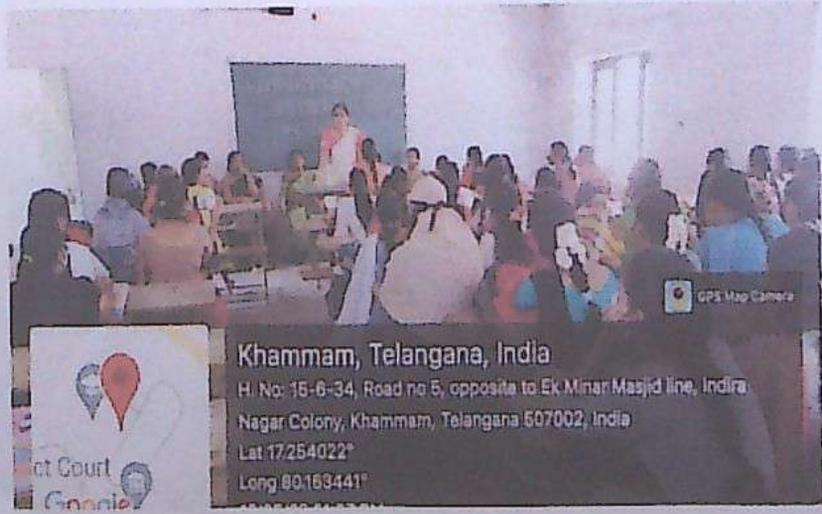 GPS Map Camera
Khammam, Telangana, India
H. No: 15-6-34, Road no 5, opposite to Ek Minar Masjid line, Indira
Nagar Colony, Khammam, Telangana 507002, India
Lat 17.254022°
Long 80.163441°
ct Court
Google